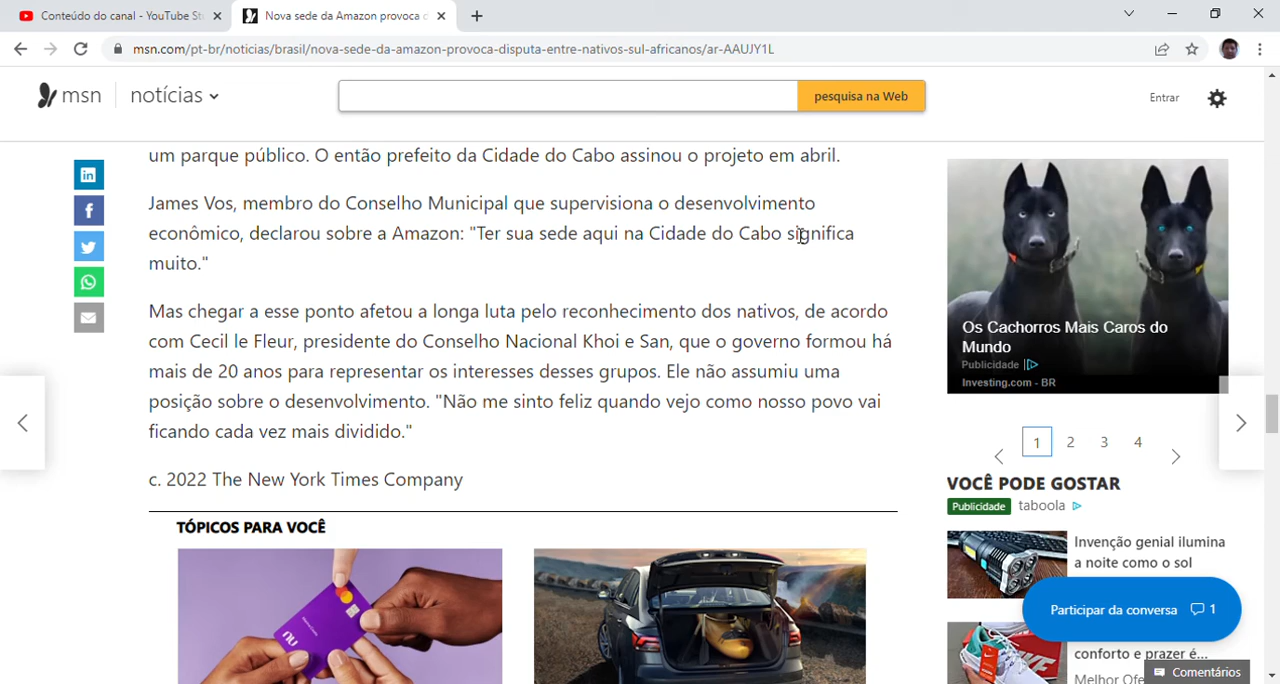 Conteúdo do canal - YouTube St
Nova sede da Amazon provoca d
msn.com/pt-br/noticias/brasil/nova-sede-da-amazon-provoca-disputa-entre-nativos-sul-africanos/ar-AAUJY1L
msn
notícias
pesquisa na Web
Entrar
um parque público. O então prefeito da Cidade do Cabo assinou o projeto em abril.
James Vos, membro do Conselho Municipal que supervisiona o desenvolvimento
econômico, declarou sobre a Amazon: "Ter sua sede aqui na Cidade do Cabo significa
muito."
Mas chegar a esse ponto afetou a longa luta pelo reconhecimento dos nativos, de acordo
com Cecil le Fleur, presidente do Conselho Nacional Khoi e San, que o governo formou há
mais de 20 anos para representar os interesses desses grupos. Ele não assumiu uma
posição sobre o desenvolvimento. "Não me sinto feliz quando vejo como nosso povo vai
ficando cada vez mais dividido."
c. 2022 The New York Times Company
TÓPICOS PARA VOCÊ
nu
Os Cachorros Mais Caros do
Mundo
Publicidade
Investing.com - BR
1 2 3 4
VOCÊ PODE GOSTAR
Publicidade taboola
Invenção genial ilumina
a noite como o sol
Participar da conversa 1
conforto e prazer é...
Melhor Ofe
Comentários